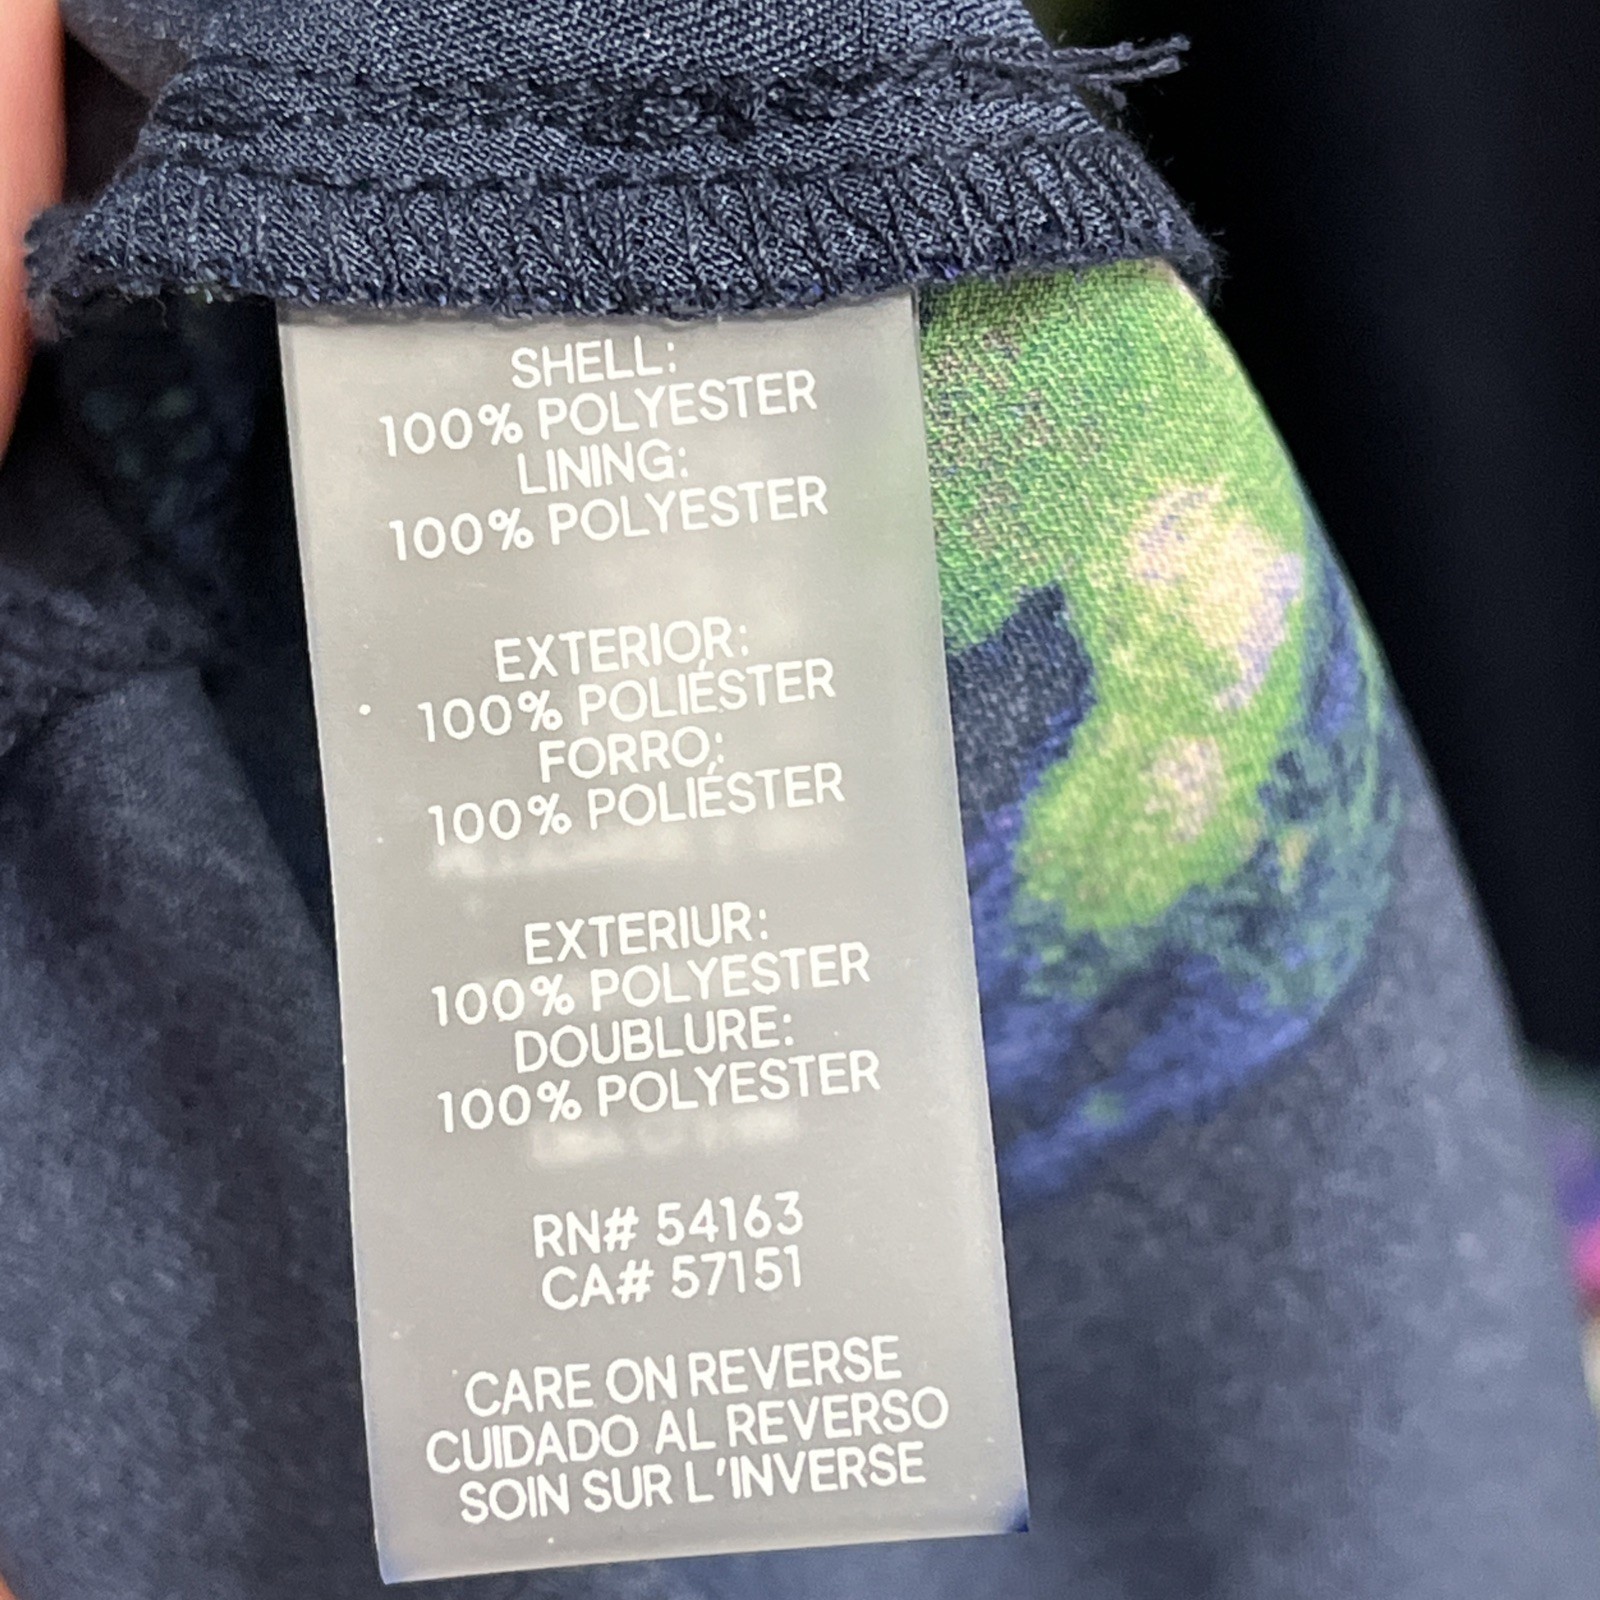 SHELL:
100% POLYESTER
LINING:
100% POLYESTER
EXTERIOR:
100% POLIÉSTER
FORRO:
100% POLIÉSTER
EXTERIUR:
100% POLYESTER
DOUBLURE:
100% POLYESTER
RN# 54163
CA# 57151
CARE ON REVERSE
CUIDADO AL REVERSO
SOIN SUR L'INVERSE